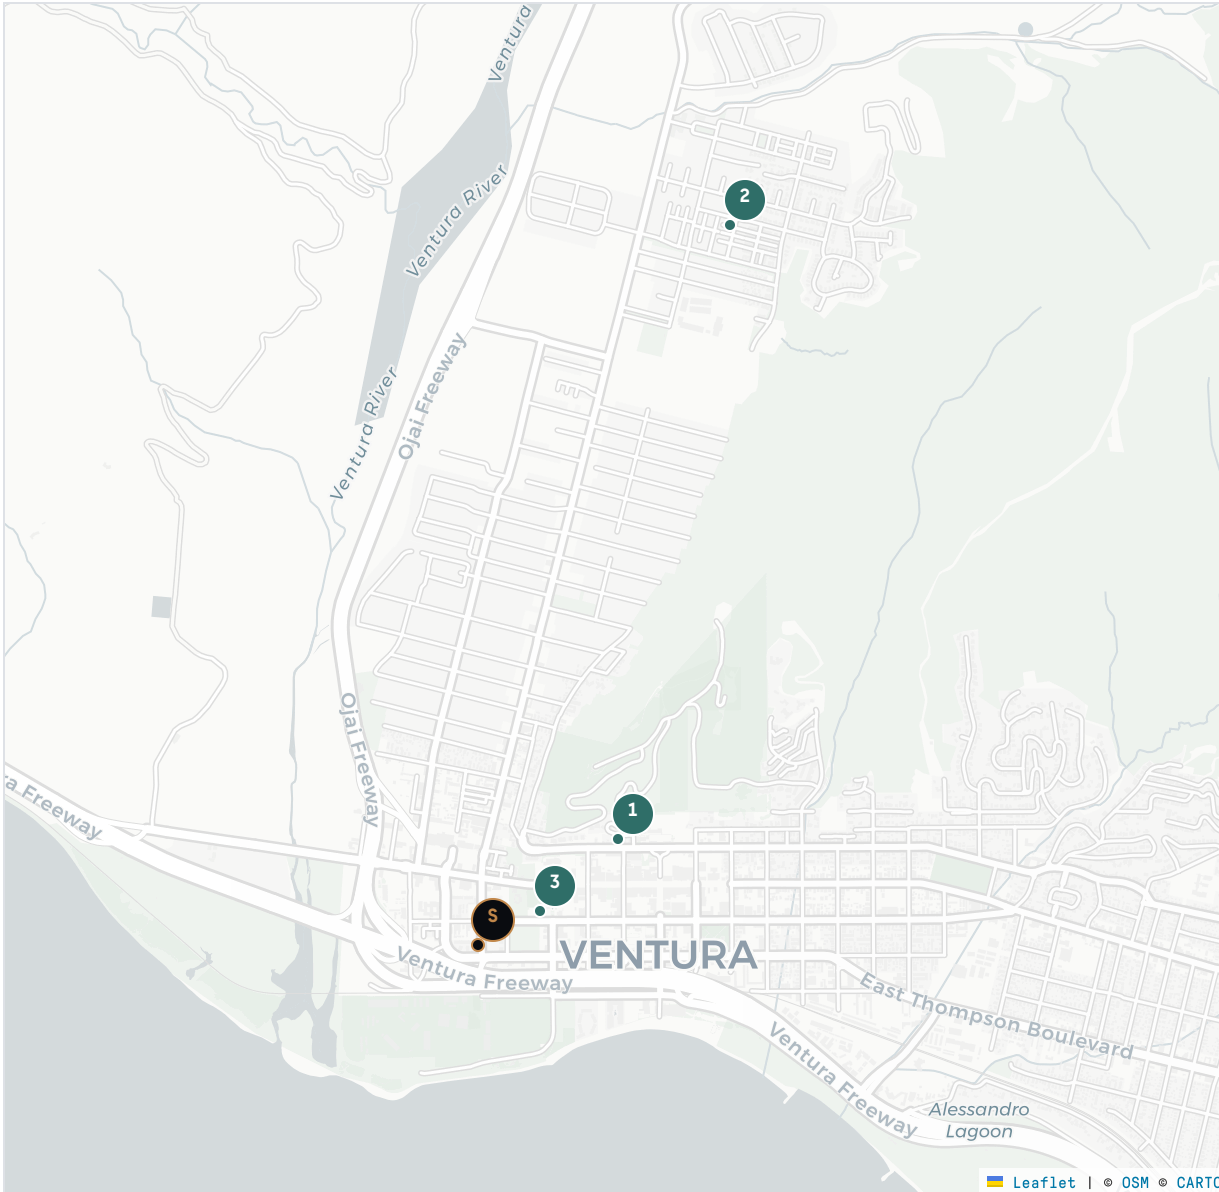 Ventura
Ventura River
2
Ojai Freeway
Ventura River
Ojai Freeway
ra Freeway
1
3
S
VENTURA
Ventura Freeway
East Thompson Boulevard
Ventura Freeway
Alessandro
Lagoon
Leaflet | © OSM © CARTO